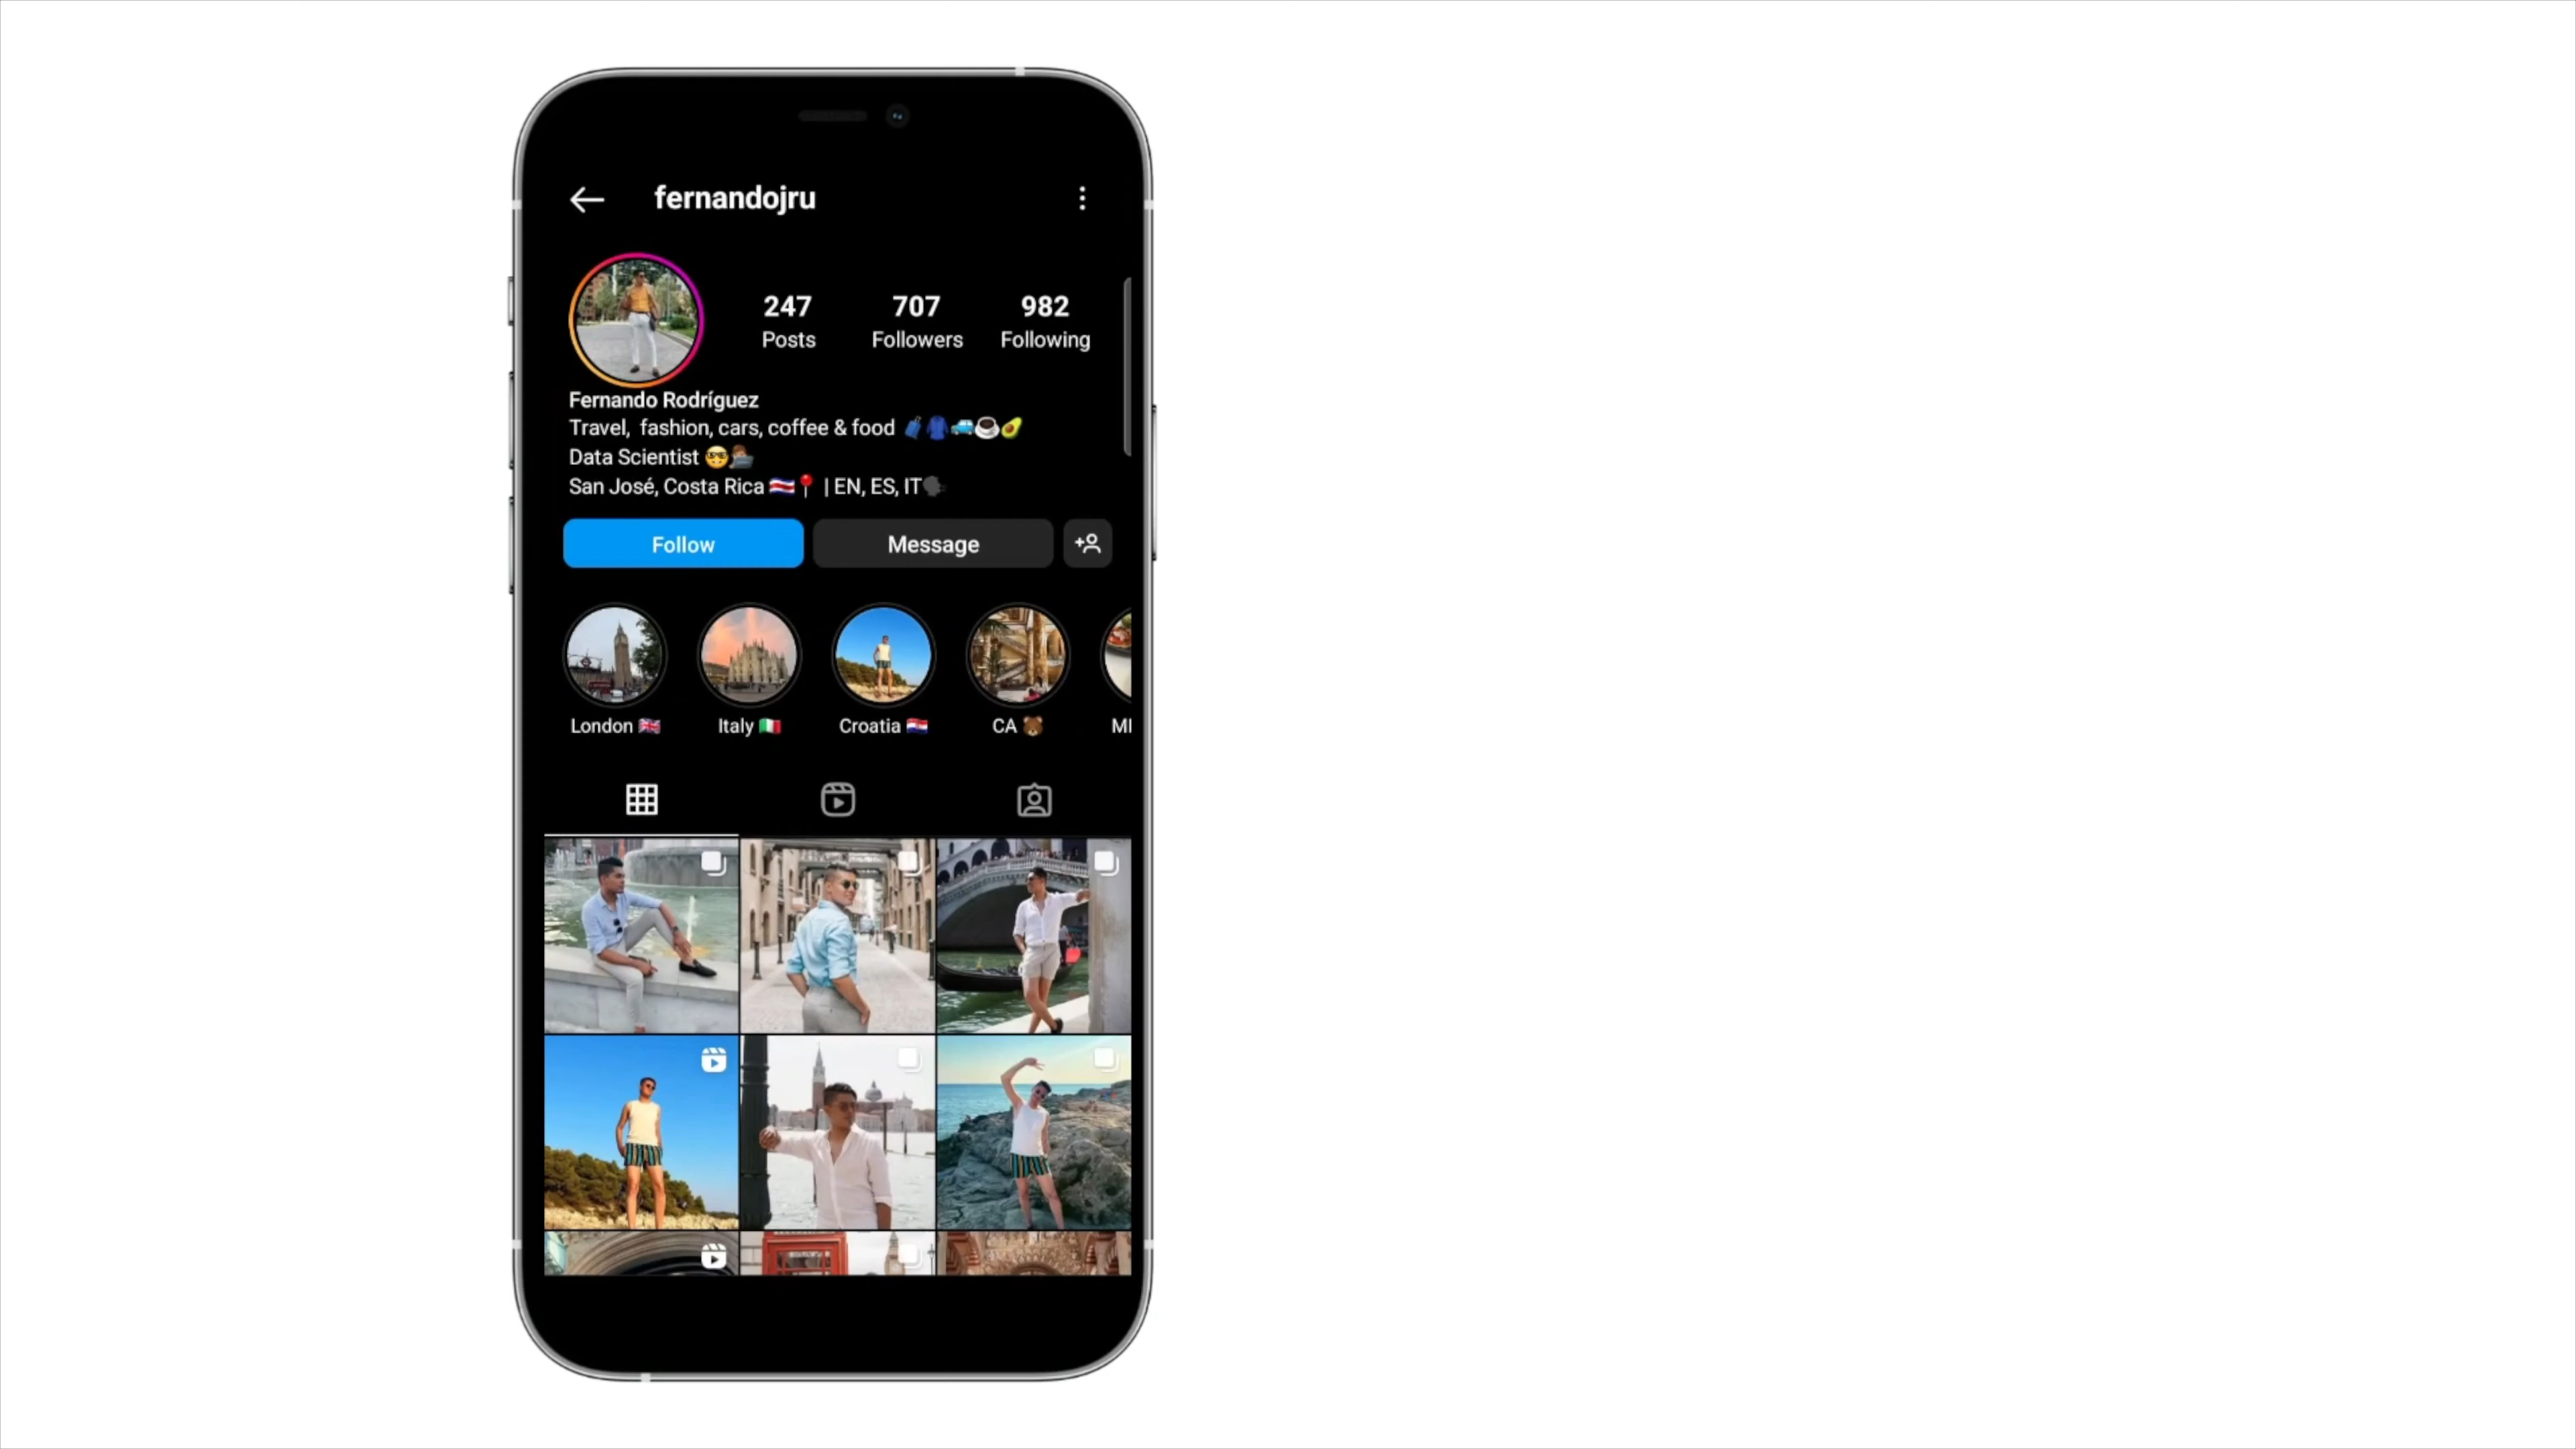 fernandojru
247 707 982
Posts Followers Following
Fernando Rodríguez
Travel, fashion, cars, coffee & food 🧳🧥🚙☕🥑
Data Scientist 🤓👨🏽‍💻
San José, Costa Rica 🇨🇷📍 | EN, ES, IT🗣
Follow Message
London 🇬🇧 Italy 🇮🇹 Croatia 🇭🇷 CA 🐻